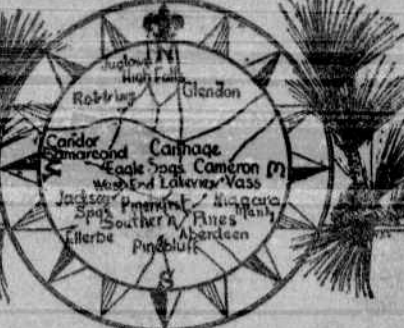 N
High Falls
Glendon
Robbins
Candor
Samarcand
Carthage
Eagle Spgs. Cameron
W
E
West End Lakeview Vass
Jackson Spgs.
Pinehurst
Niagara
Manly
Southern Pines
Ellerbe
Aberdeen
Pinebluff
S